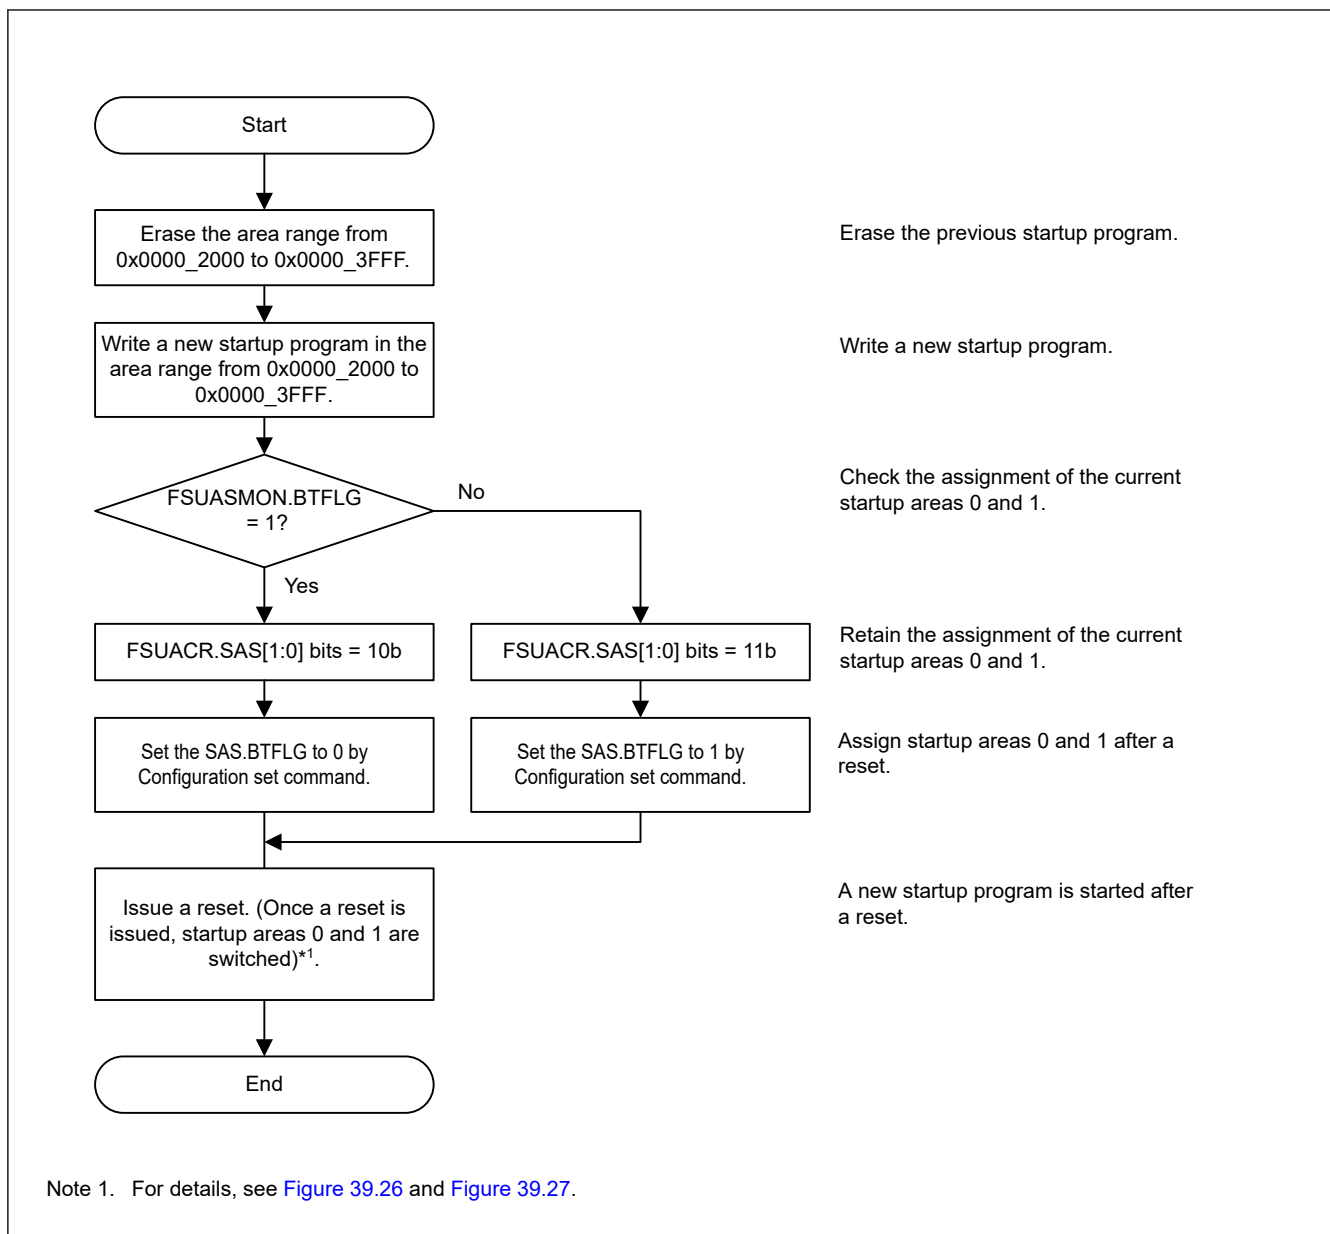 Start
Erase the area range from
0x0000_2000 to 0x0000_3FFF.
Erase the previous startup program.
Write a new startup program in the
area range from 0x0000_2000 to
0x0000_3FFF.
Write a new startup program.
FSUASMON.BTFLG
= 1?
No
Yes
Check the assignment of the current
startup areas 0 and 1.
FSUACR.SAS[1:0] bits = 10b
FSUACR.SAS[1:0] bits = 11b
Retain the assignment of the current
startup areas 0 and 1.
Set the SAS.BTFLG to 0 by
Configuration set command.
Set the SAS.BTFLG to 1 by
Configuration set command.
Assign startup areas 0 and 1 after a
reset.
Issue a reset. (Once a reset is
issued, startup areas 0 and 1 are
switched)*1.
A new startup program is started after
a reset.
End
Note 1. For details, see Figure 39.26 and Figure 39.27.